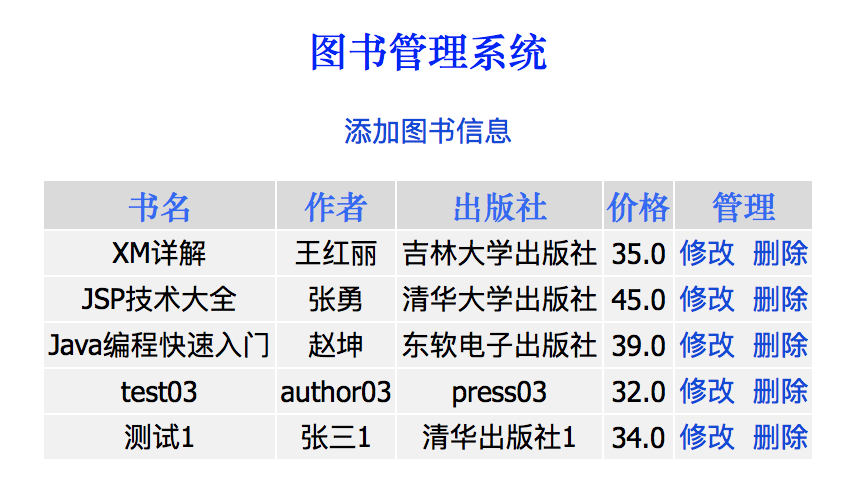 图书管理系统
添加图书信息
书名 作者 出版社 价格 管理
XM详解 王红丽 吉林大学出版社 35.0 修改 删除
JSP技术大全 张勇 清华大学出版社 45.0 修改 删除
Java编程快速入门 赵坤 东软电子出版社 39.0 修改 删除
test03 author03 press03 32.0 修改 删除
测试1 张三1 清华出版社1 34.0 修改 删除